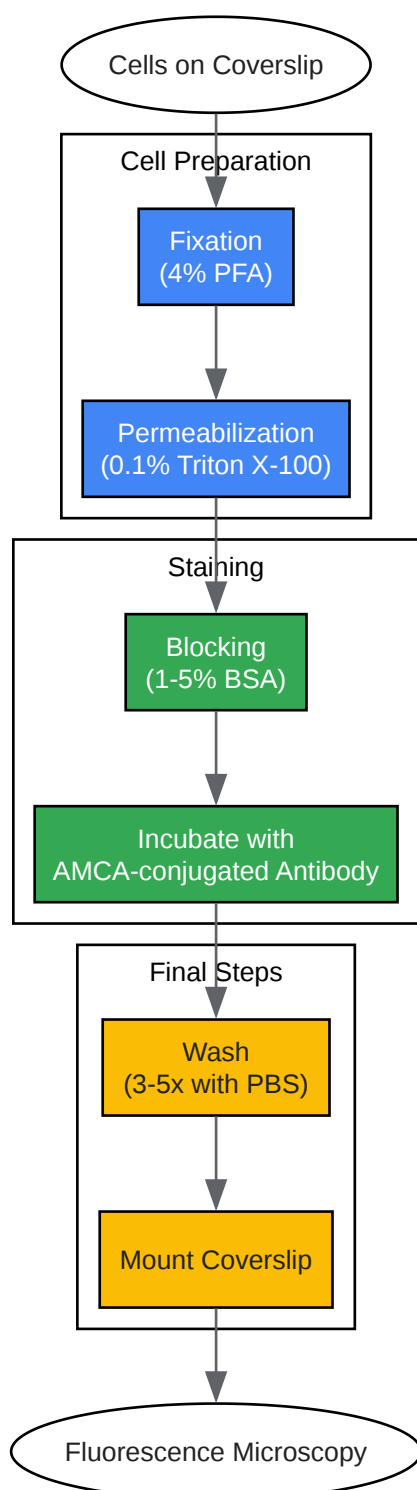 Cells on Coverslip
Cell Preparation
Fixation
(4% PFA)
Permeabilization
(0.1% Triton X-100)
Staining
Blocking
(1-5% BSA)
Incubate with
AMCA-conjugated Antibody
Final Steps
Wash
(3-5x with PBS)
Mount Coverslip
Fluorescence Microscopy